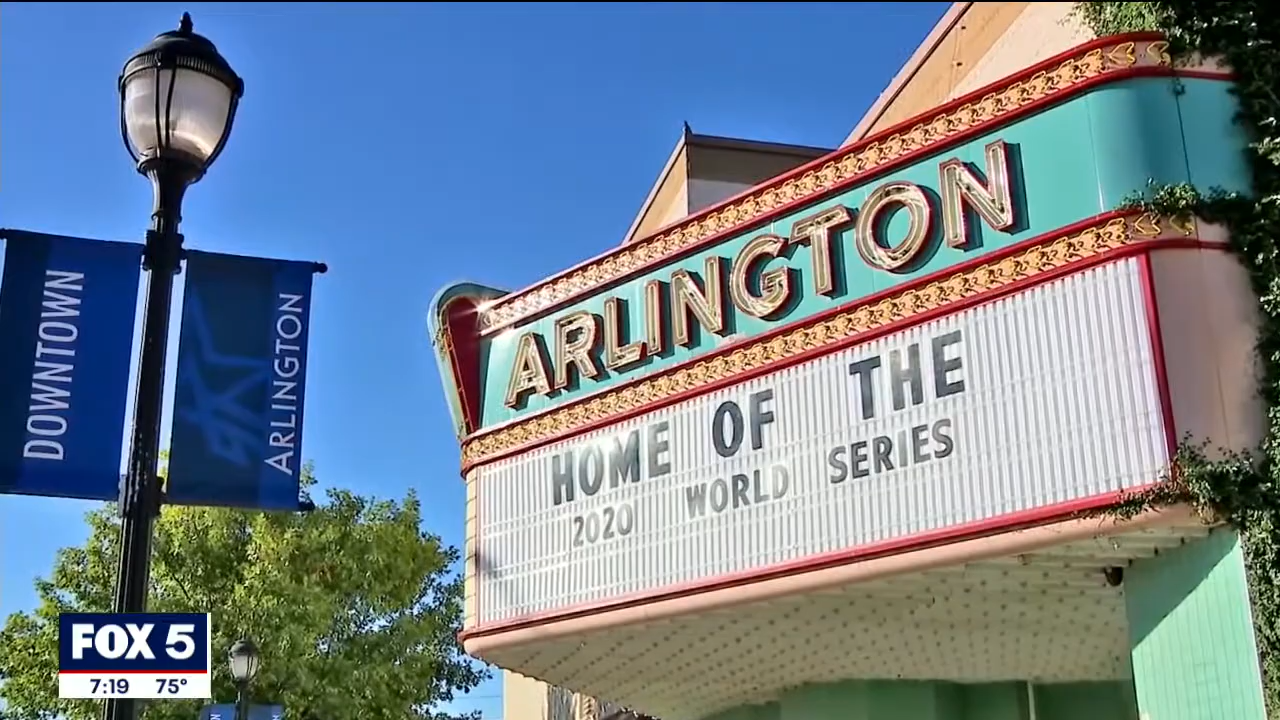 DOWNTOWN
ARLINGTON
ARLINGTON
HOME OF THE
2020 WORLD SERIES
FOX 5
7:19 75°
N